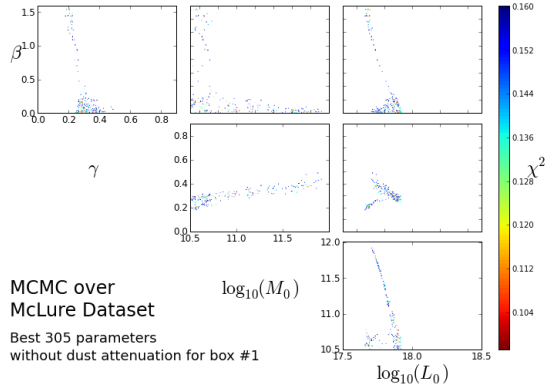 1.5
1.0
β
0.5
0.0
0.0 0.2 0.4 0.6 0.8
γ
0.8
0.6
0.4
0.2
0.0
10.5 11.0 11.5
log10(M0)
12.0
11.5
11.0
10.5
17.5 18.0 18.5
log10(L0)
0.160
0.152
0.144
0.136
0.128
0.120
0.112
0.104
χ2
MCMC over
McLure Dataset
Best 305 parameters
without dust attenuation for box #1